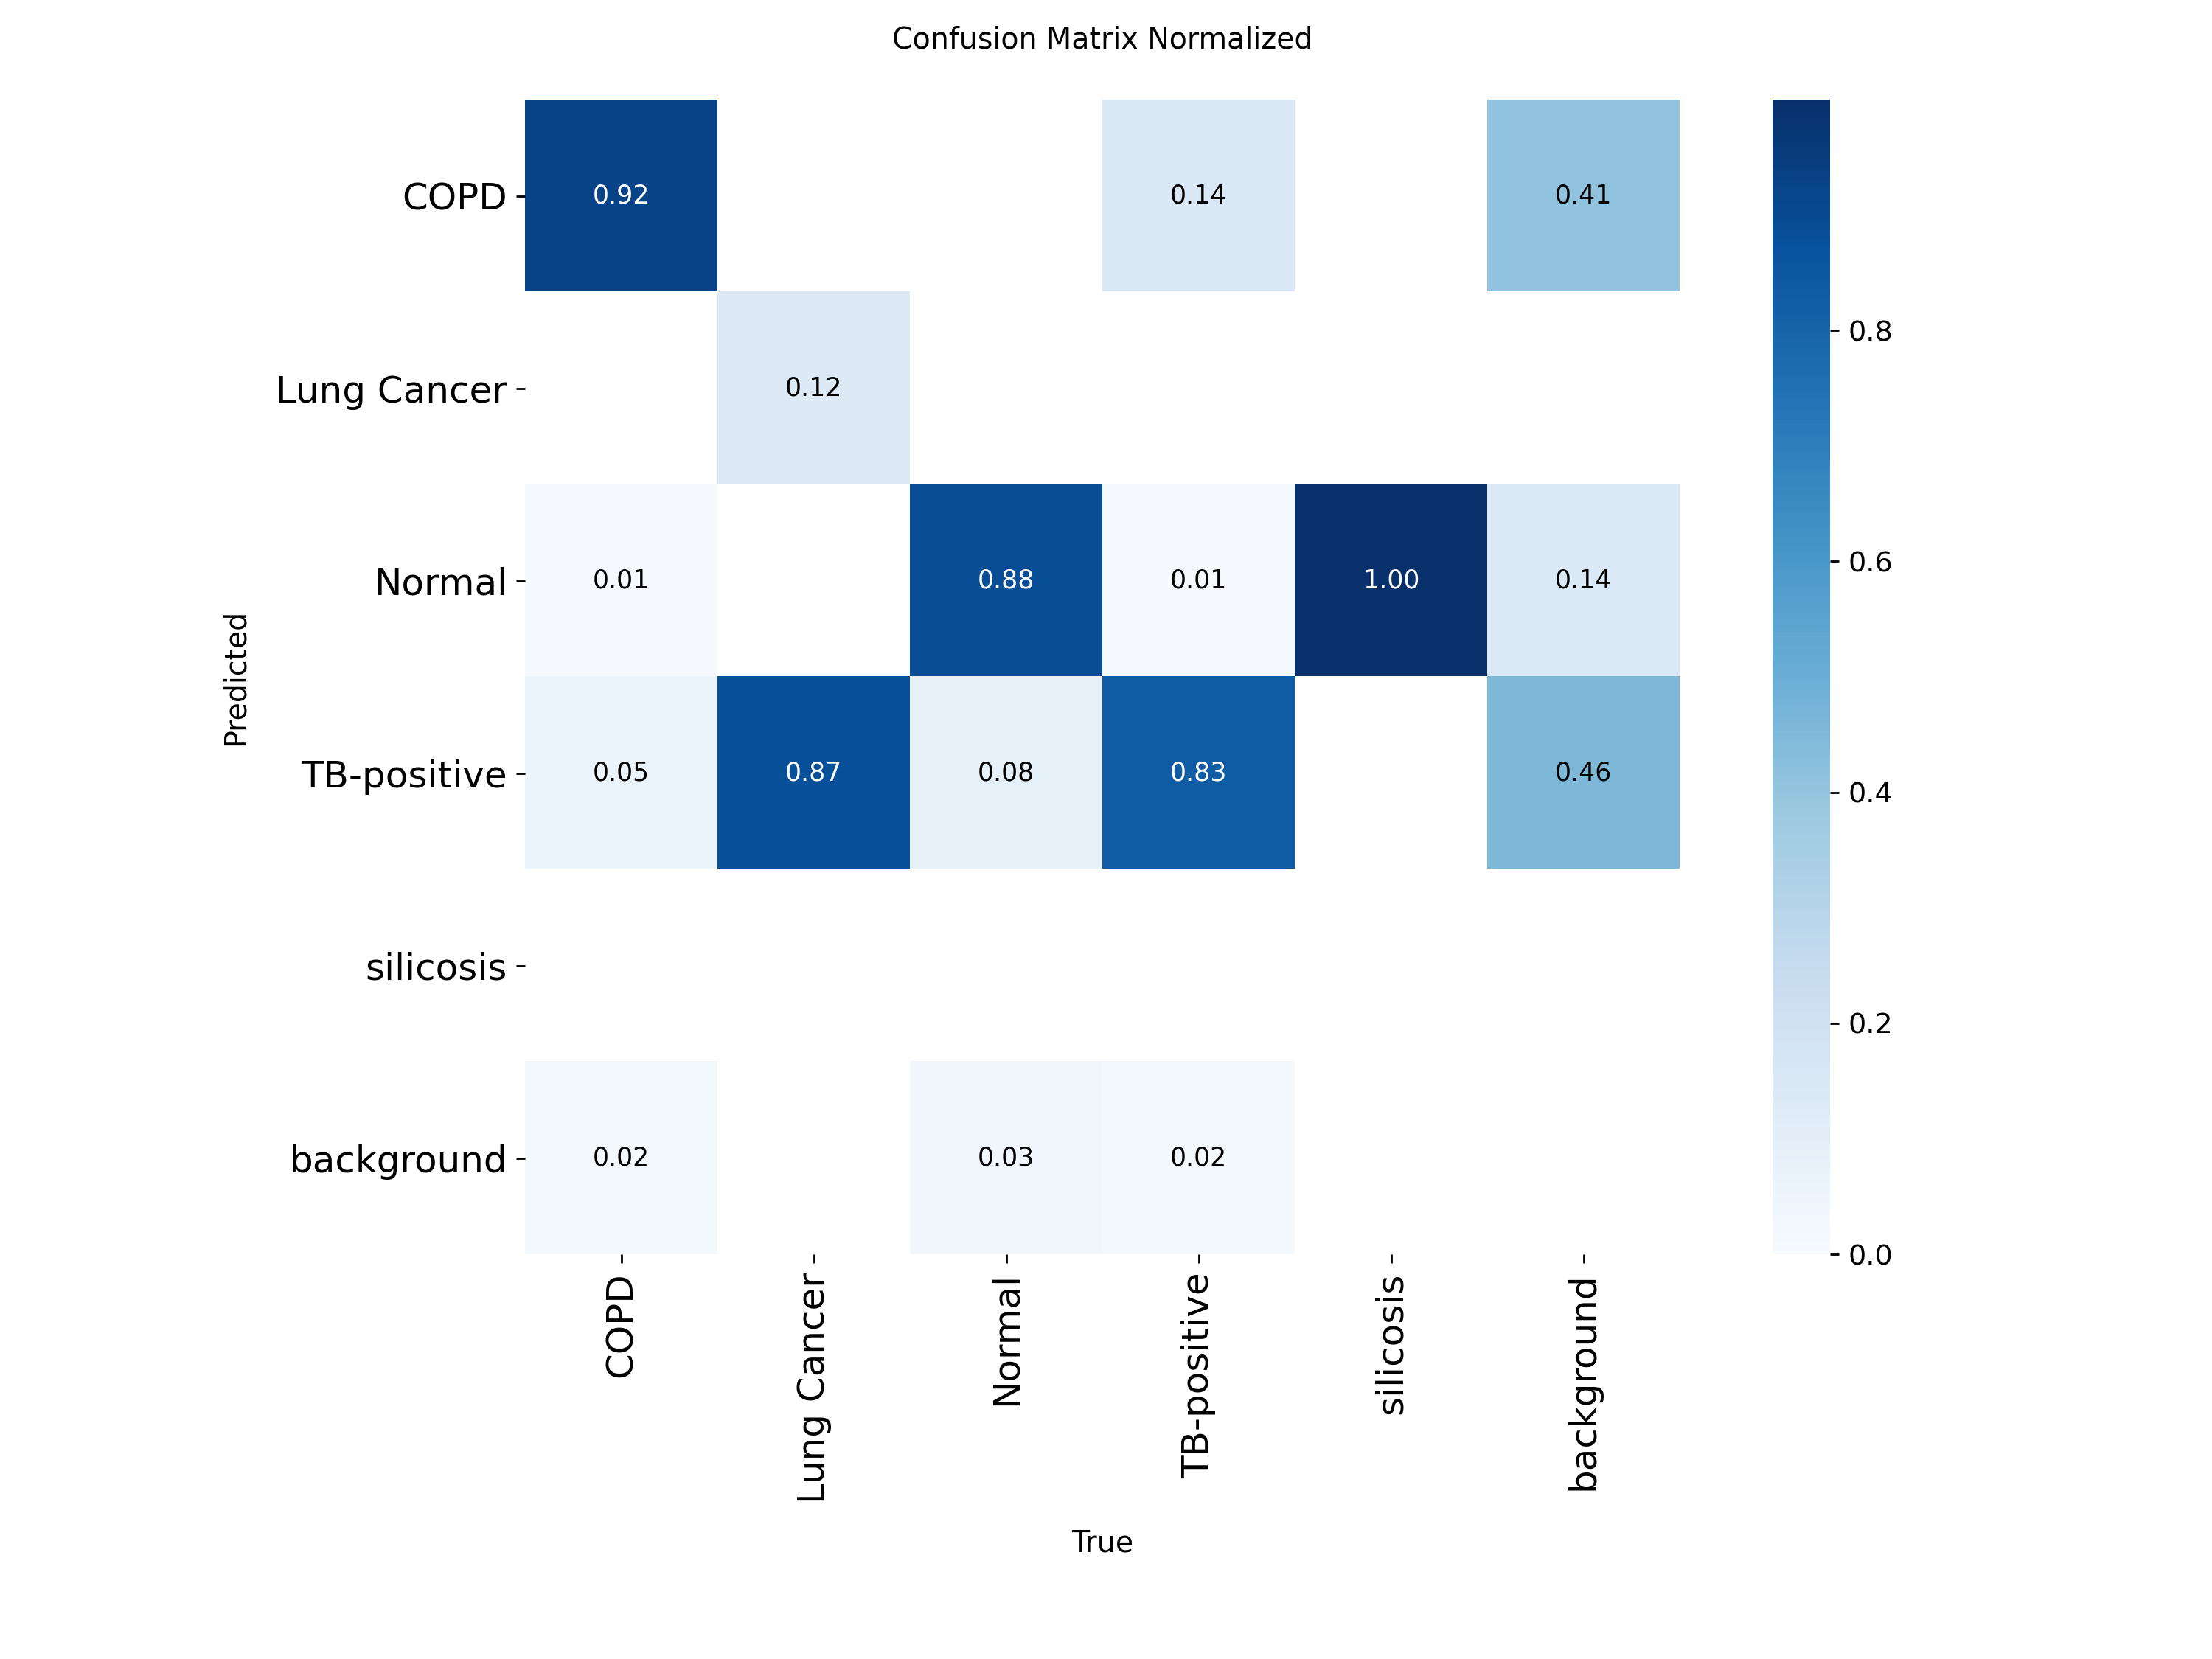 Confusion Matrix Normalized
COPD
0.92
0.14
0.41
Lung Cancer
0.12
Normal
0.01
0.88
0.01
1.00
0.14
TB-positive
0.05
0.87
0.08
0.83
0.46
silicosis
background
0.02
0.03
0.02
Predicted
COPD
Lung Cancer
Normal
TB-positive
silicosis
background
True
0.8
0.6
0.4
0.2
0.0